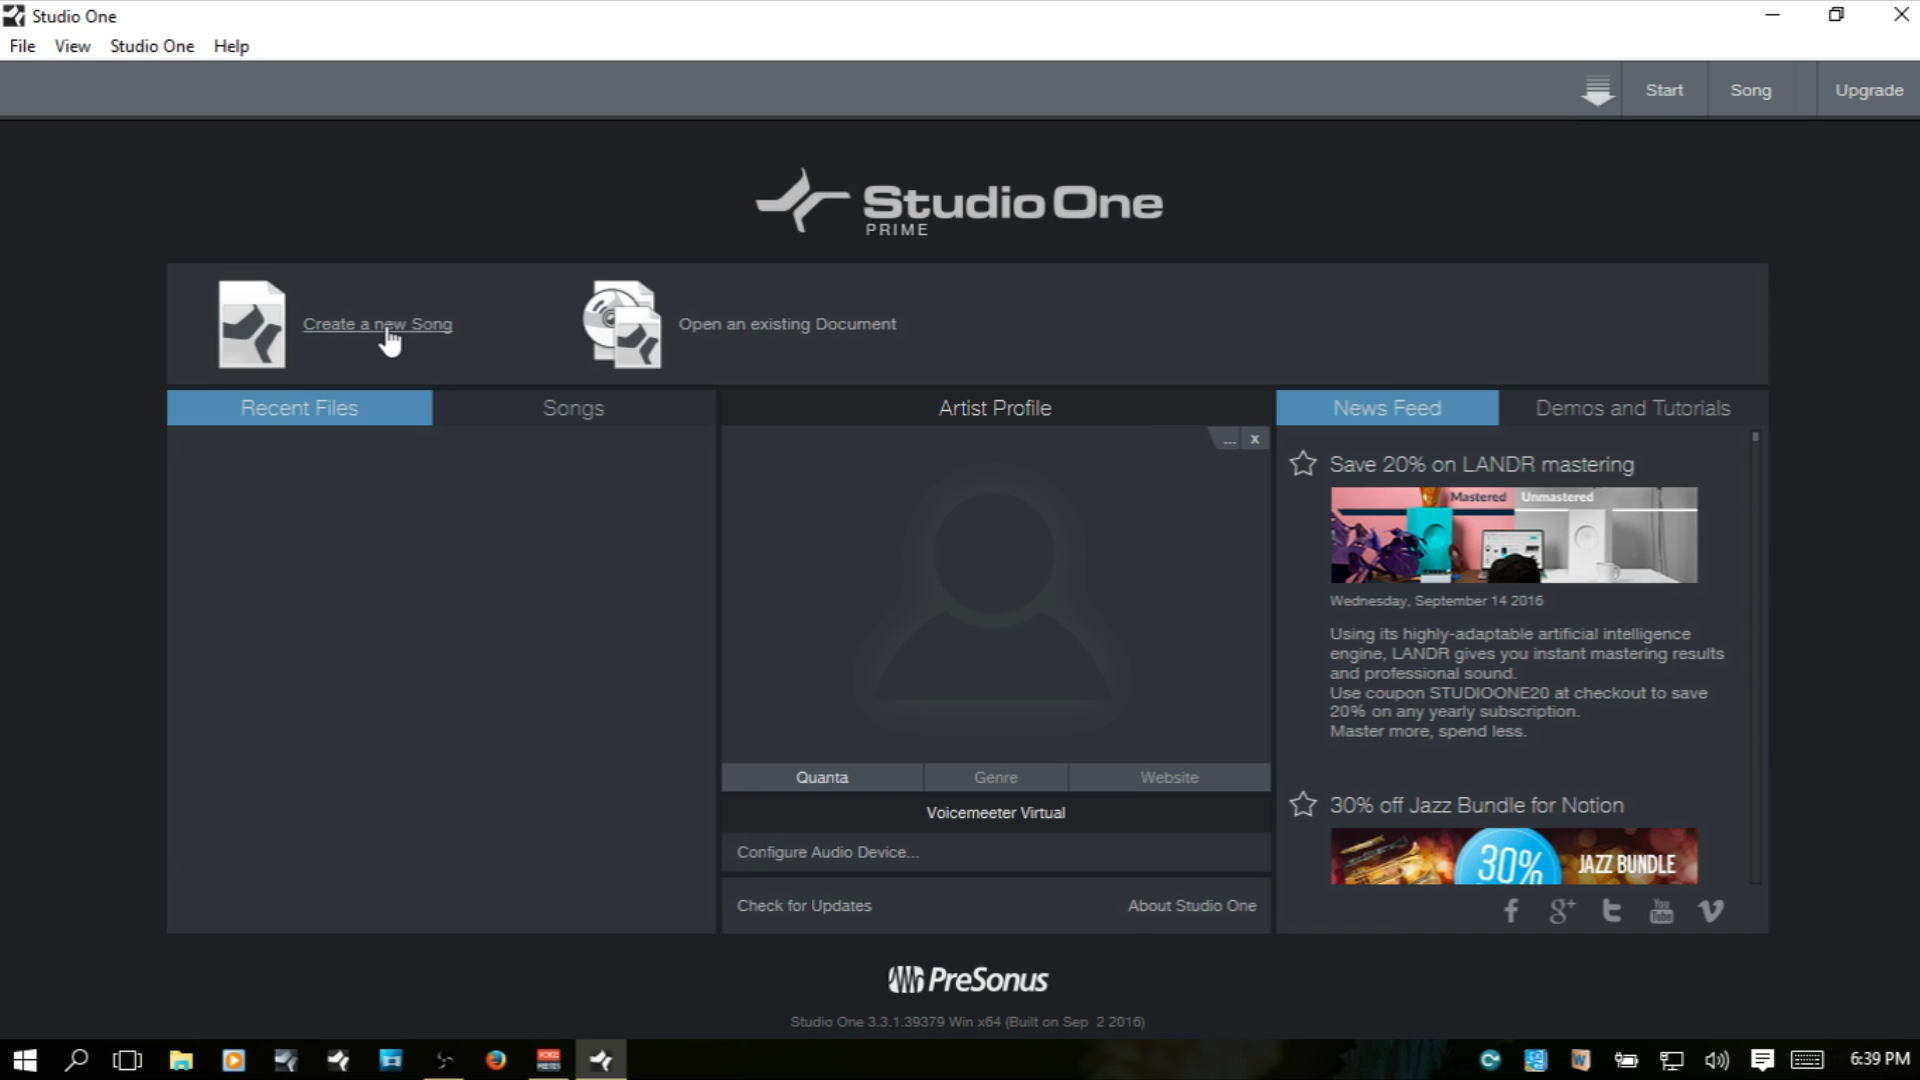 Studio One
File View Studio One Help
Start Song Upgrade
Studio One
PRIME
Create a new Song
Open an existing Document
Recent Files
Songs
Artist Profile
... x
Quanta
Genre
Website
Voicemeeter Virtual
Configure Audio Device...
Check for Updates
About Studio One
News Feed
Demos and Tutorials
Save 20% on LANDR mastering
Mastered Unmastered
Wednesday, September 14 2016
Using its highly-adaptable artificial intelligence
engine, LANDR gives you instant mastering results
and professional sound.
Use coupon STUDIOONE20 at checkout to save
20% on any yearly subscription.
Master more, spend less.
30% off Jazz Bundle for Notion
30% JAZZ BUNDLE
You
Tube
PreSonus
Studio One 3.3.1.39379 Win x64 (Built on Sep 2 2016)
6:39 PM